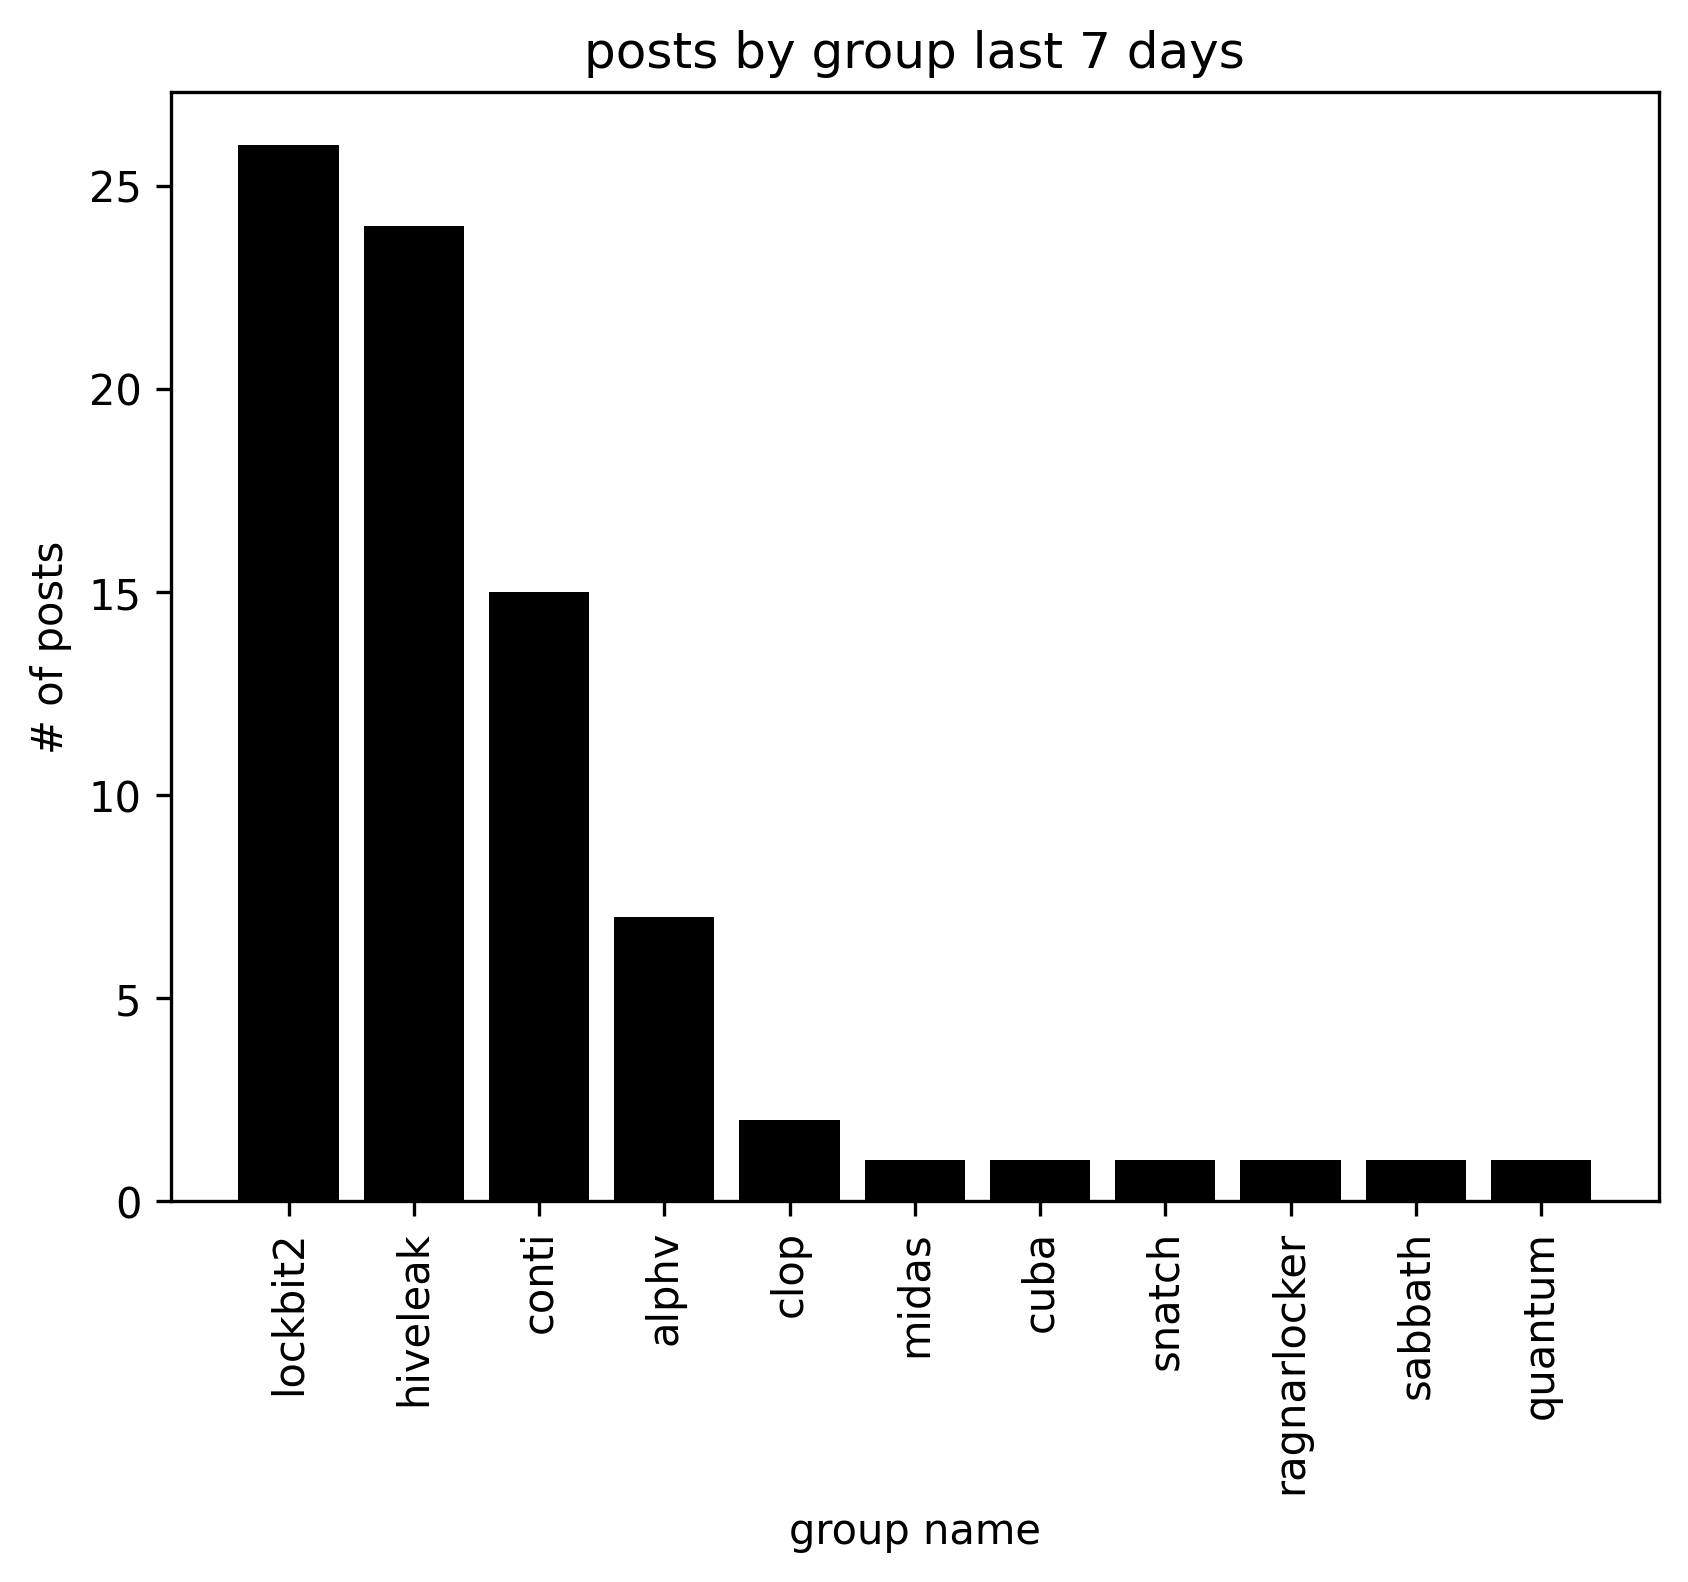 posts by group last 7 days
25
20
15
10
5
0
# of posts
lockbit2
hiveleak
conti
alphv
clop
midas
cuba
snatch
ragnarlocker
sabbath
quantum
group name